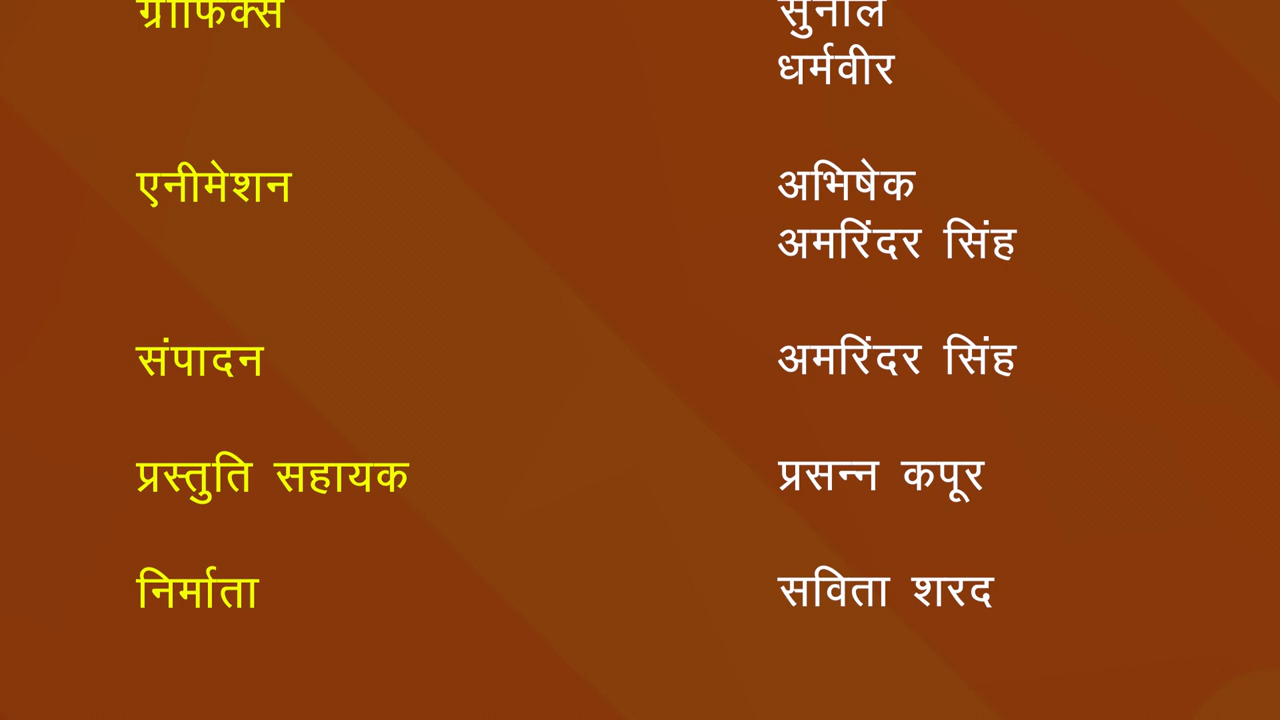 ग्राफिक्स सुनील
धर्मवीर
एनीमेशन अभिषेक
अमरिंदर सिंह
संपादन अमरिंदर सिंह
प्रस्तुति सहायक प्रसन्न कपूर
निर्माता सविता शरद